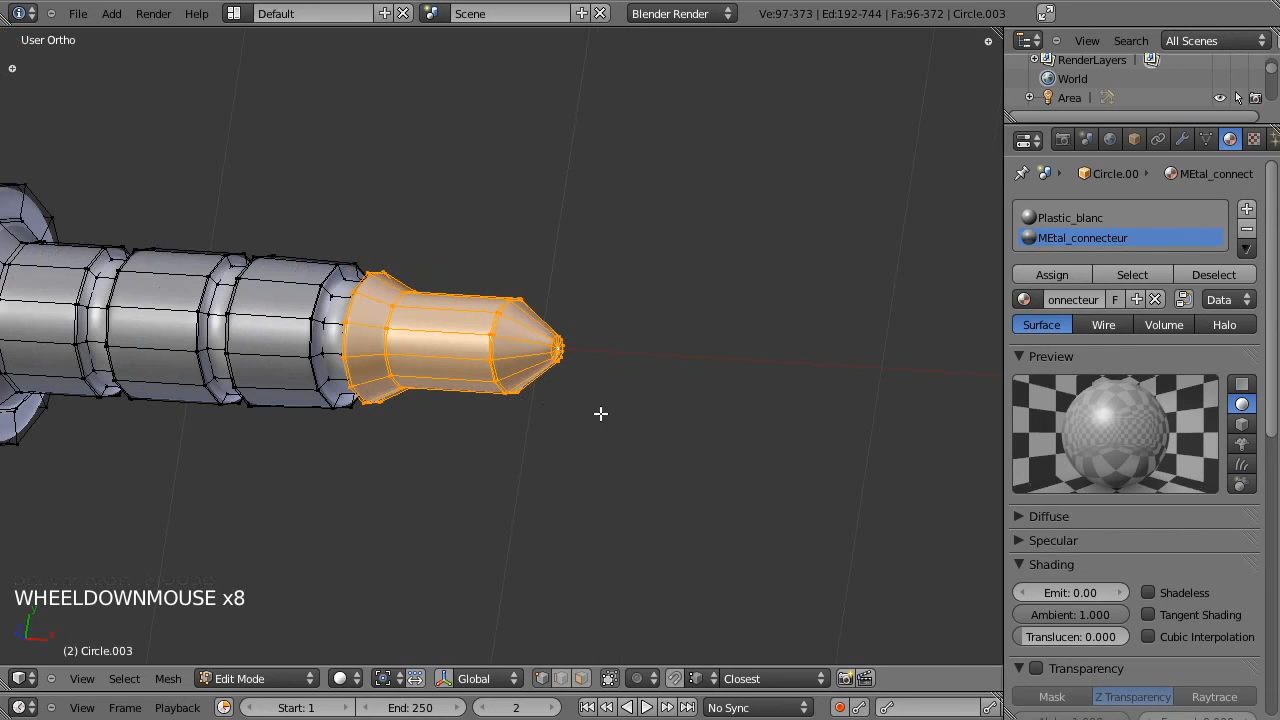 File Add Render Help Default Scene Blender Render Ve:97-373 | Ed:192-744 | Fa:96-372 | Circle.003
User Ortho
View Search All Scenes
RenderLayers |
World
Area |
Circle.00 MEtal_connect
Plastic_blanc
MEtal_connecteur
Assign Select Deselect
onnecteur F Data
Surface Wire Volume Halo
Preview
Diffuse
Specular
Shading
Emit: 0.00 Shadeless
Ambient: 1.000 Tangent Shading
Translucen: 0.000 Cubic Interpolation
Transparency
Mask Z Transparency Raytrace
WHEELDOWNMOUSE x8
y
x
(2) Circle.003
View Select Mesh Edit Mode Global Closest
View Frame Playback Start: 1 End: 250 2 No Sync